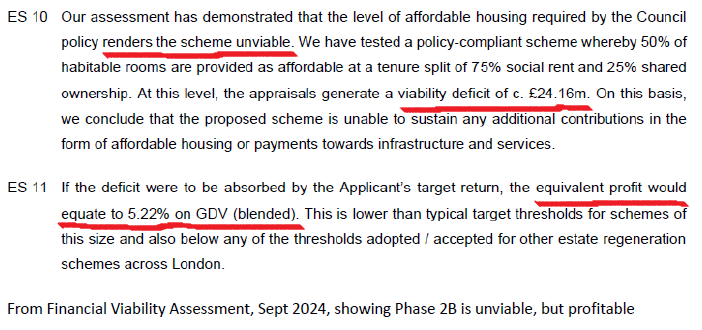 ES 10 Our assessment has demonstrated that the level of affordable housing required by the Council
policy renders the scheme unviable. We have tested a policy-compliant scheme whereby 50% of
habitable rooms are provided as affordable at a tenure split of 75% social rent and 25% shared
ownership. At this level, the appraisals generate a viability deficit of c. £24.16m. On this basis,
we conclude that the proposed scheme is unable to sustain any additional contributions in the
form of affordable housing or payments towards infrastructure and services.
ES 11 If the deficit were to be absorbed by the Applicant's target return, the equivalent profit would
equate to 5.22% on GDV (blended). This is lower than typical target thresholds for schemes of
this size and also below any of the thresholds adopted / accepted for other estate regeneration
schemes across London.
From Financial Viability Assessment, Sept 2024, showing Phase 2B is unviable, but profitable